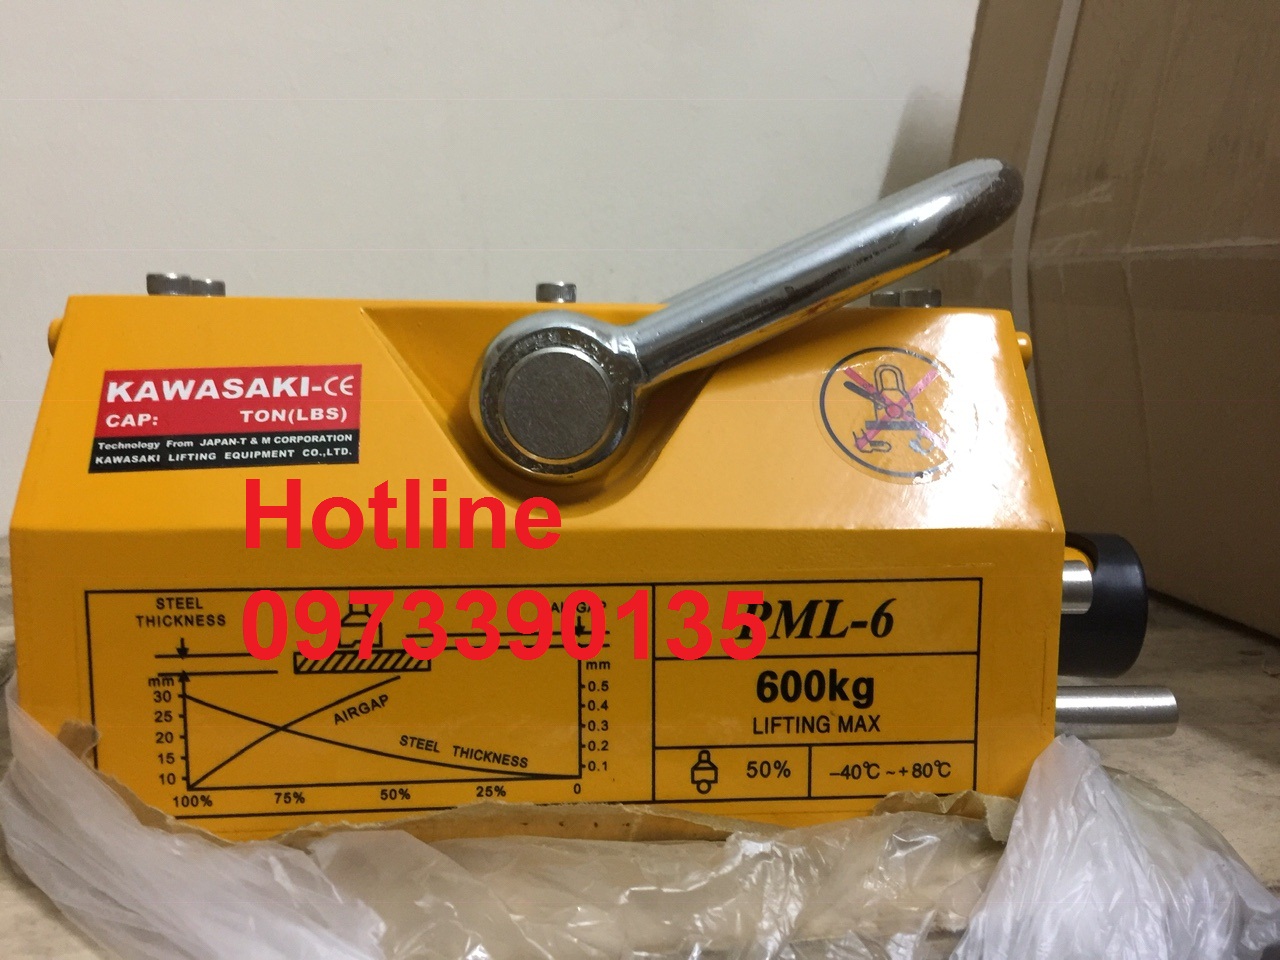 KAWASAKI-CE
CAP: TON(LBS)
Technology From JAPAN-T & M CORPORATION
KAWASAKI LIFTING EQUIPMENT CO.,LTD.
Hotline
0973390135
STEEL
THICKNESS
AIRGAP
PML-6
mm
mm
30
25
20
15
10
0.5
0.4
0.3
0.2
0.1
AIRGAP
STEEL THICKNESS
100% 75% 50% 25% 0
600kg
LIFTING MAX
50%
-40℃ ~+80℃